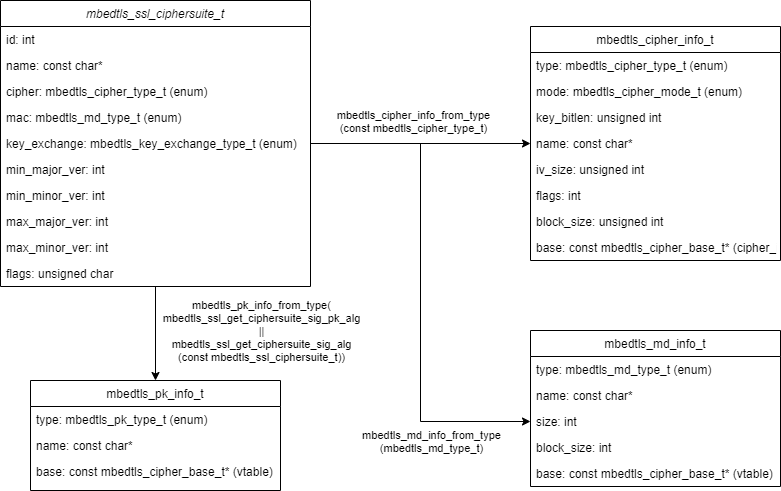 mbedtls_ssl_ciphersuite_t
id: int
name: const char*
cipher: mbedtls_cipher_type_t (enum)
mac: mbedtls_md_type_t (enum)
key_exchange: mbedtls_key_exchange_type_t (enum)
min_major_ver: int
min_minor_ver: int
max_major_ver: int
max_minor_ver: int
flags: unsigned char
mbedtls_cipher_info_from_type
(const mbedtls_cipher_type_t)
mbedtls_cipher_info_t
type: mbedtls_cipher_type_t (enum)
mode: mbedtls_cipher_mode_t (enum)
key_bitlen: unsigned int
name: const char*
iv_size: unsigned int
flags: int
block_size: unsigned int
base: const mbedtls_cipher_base_t* (cipher_
mbedtls_pk_info_from_type(
mbedtls_ssl_get_ciphersuite_sig_pk_alg
||
mbedtls_ssl_get_ciphersuite_sig_alg
(const mbedtls_ssl_ciphersuite_t))
mbedtls_pk_info_t
type: mbedtls_pk_type_t (enum)
name: const char*
base: const mbedtls_cipher_base_t* (vtable)
mbedtls_md_info_from_type
(mbedtls_md_type_t)
mbedtls_md_info_t
type: mbedtls_md_type_t (enum)
name: const char*
size: int
block_size: int
base: const mbedtls_cipher_base_t* (vtable)